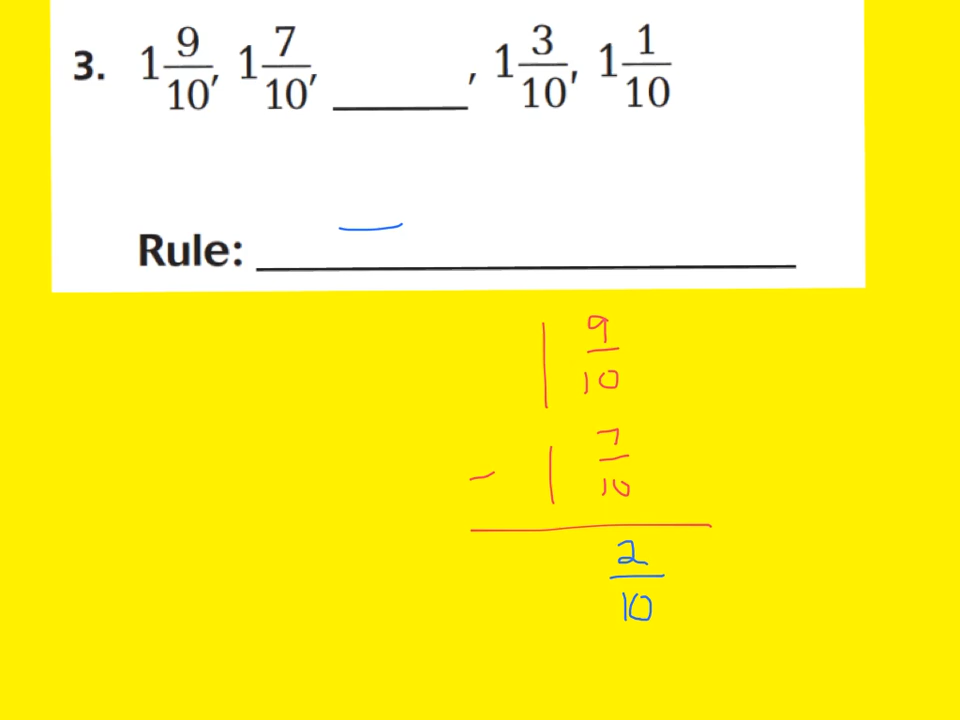 3. 1 9/10, 1 7/10, ______, 1 3/10, 1 1/10
Rule: ______
1 9/10
- 1 7/10
2/10